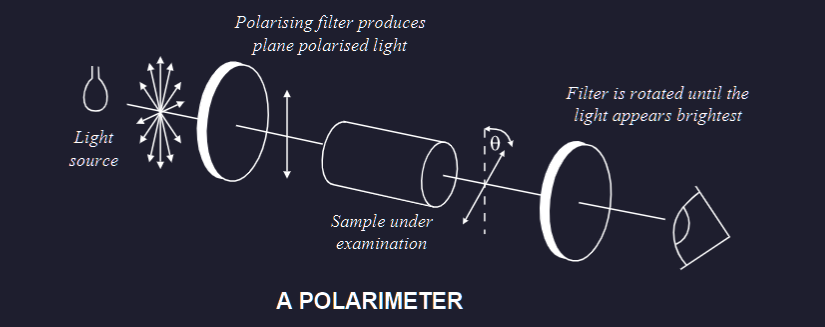 Polarising filter produces
plane polarised light
Filter is rotated until the
light appears brightest
θ
Light
source
Sample under
examination
A POLARIMETER